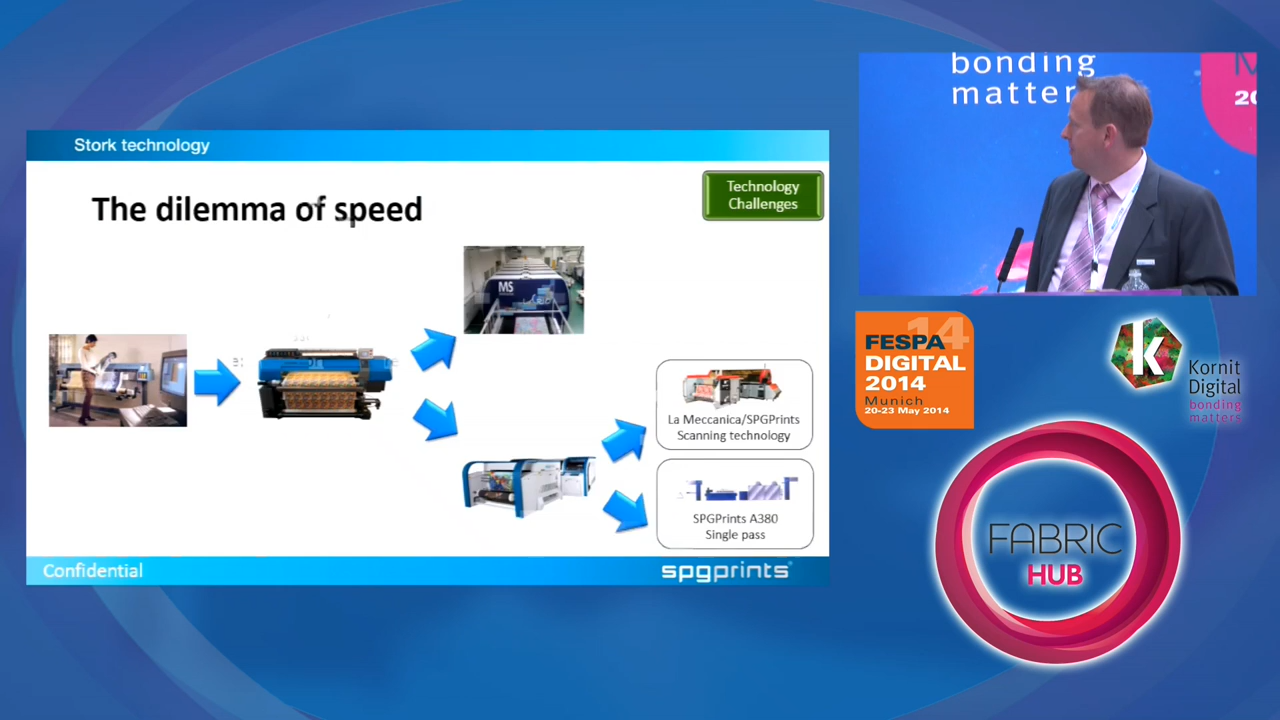 Stork technology
The dilemma of speed
Technology
Challenges
MS
La Meccanica/SPGPrints
Scanning technology
SPGPrints A380
Single pass
Confidential
spgprints
bonding
matter
20
FESPA
14
DIGITAL
2014
Munich
20-23 May 2014
k
Kornit
Digital
bonding
matters
FABRIC
HUB